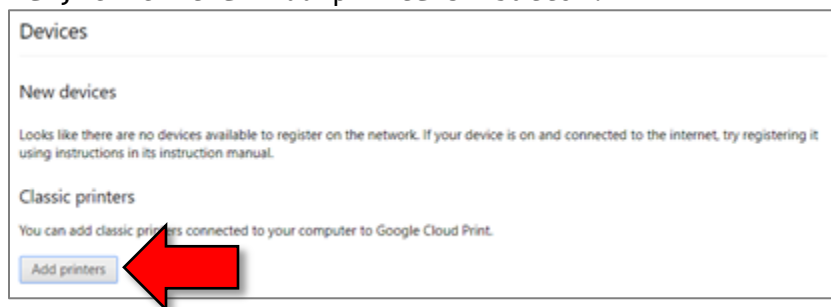 Devices
New devices
Looks like there are no devices available to register on the network. If your device is on and connected to the internet, try registering it
using instructions in its instruction manual.
Classic printers
You can add classic printers connected to your computer to Google Cloud Print.
Add printers